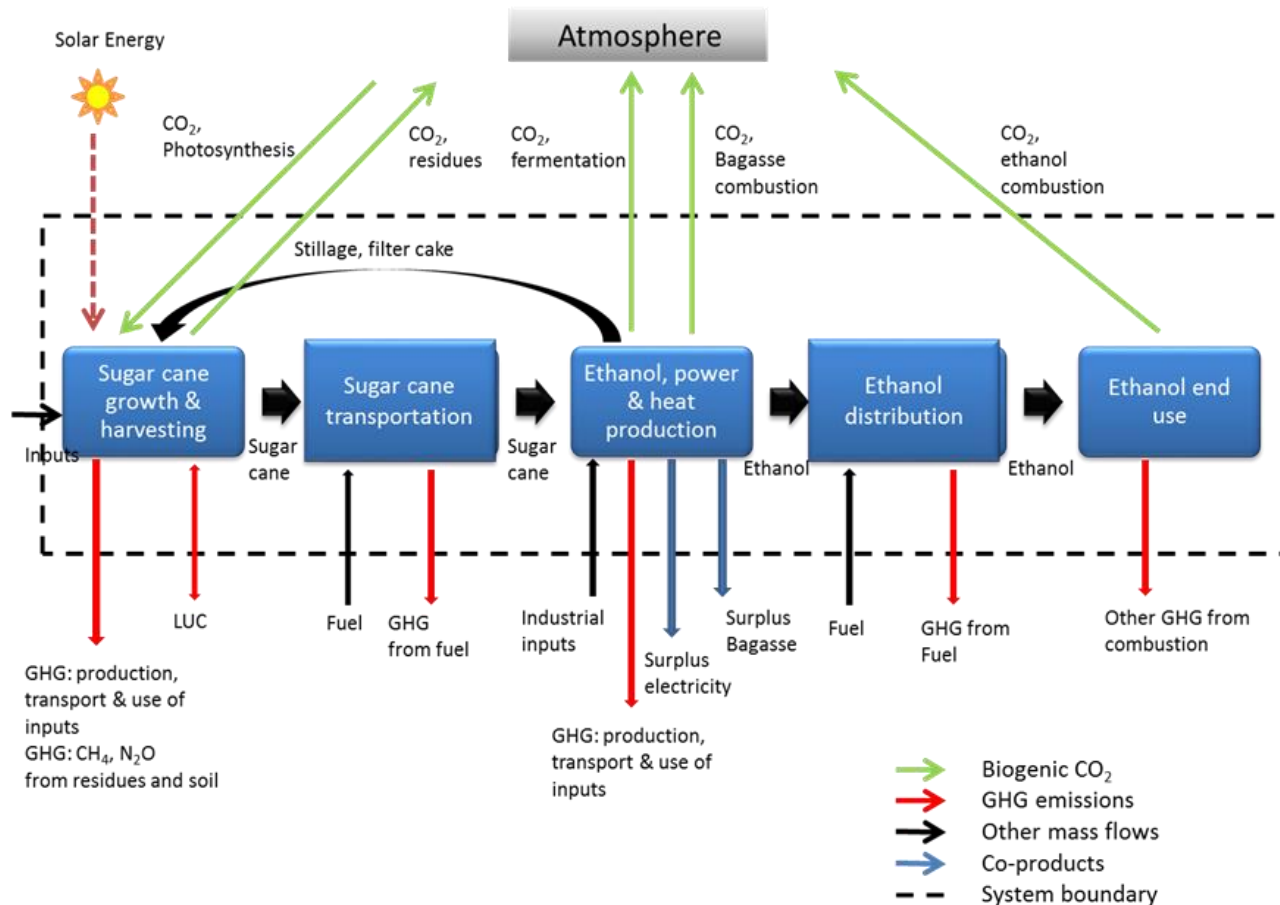 Solar Energy
Atmosphere
CO₂,
Photosynthesis
CO₂,
residues
CO₂,
fermentation
CO₂,
Bagasse
combustion
CO₂,
ethanol
combustion
Stillage, filter cake
Inputs
Sugar cane
growth &
harvesting
Sugar
cane
Sugar cane
transportation
Sugar
cane
Ethanol, power
& heat
production
Ethanol
Ethanol
distribution
Ethanol
Ethanol end
use
GHG: production,
transport & use of
inputs
GHG: CH₄, N₂O
from residues and soil
LUC
Fuel
GHG
from fuel
Industrial
inputs
GHG: production,
transport & use of
inputs
Surplus
electricity
Surplus
Bagasse
Fuel
GHG from
Fuel
Other GHG from
combustion
Biogenic CO₂
GHG emissions
Other mass flows
Co-products
System boundary